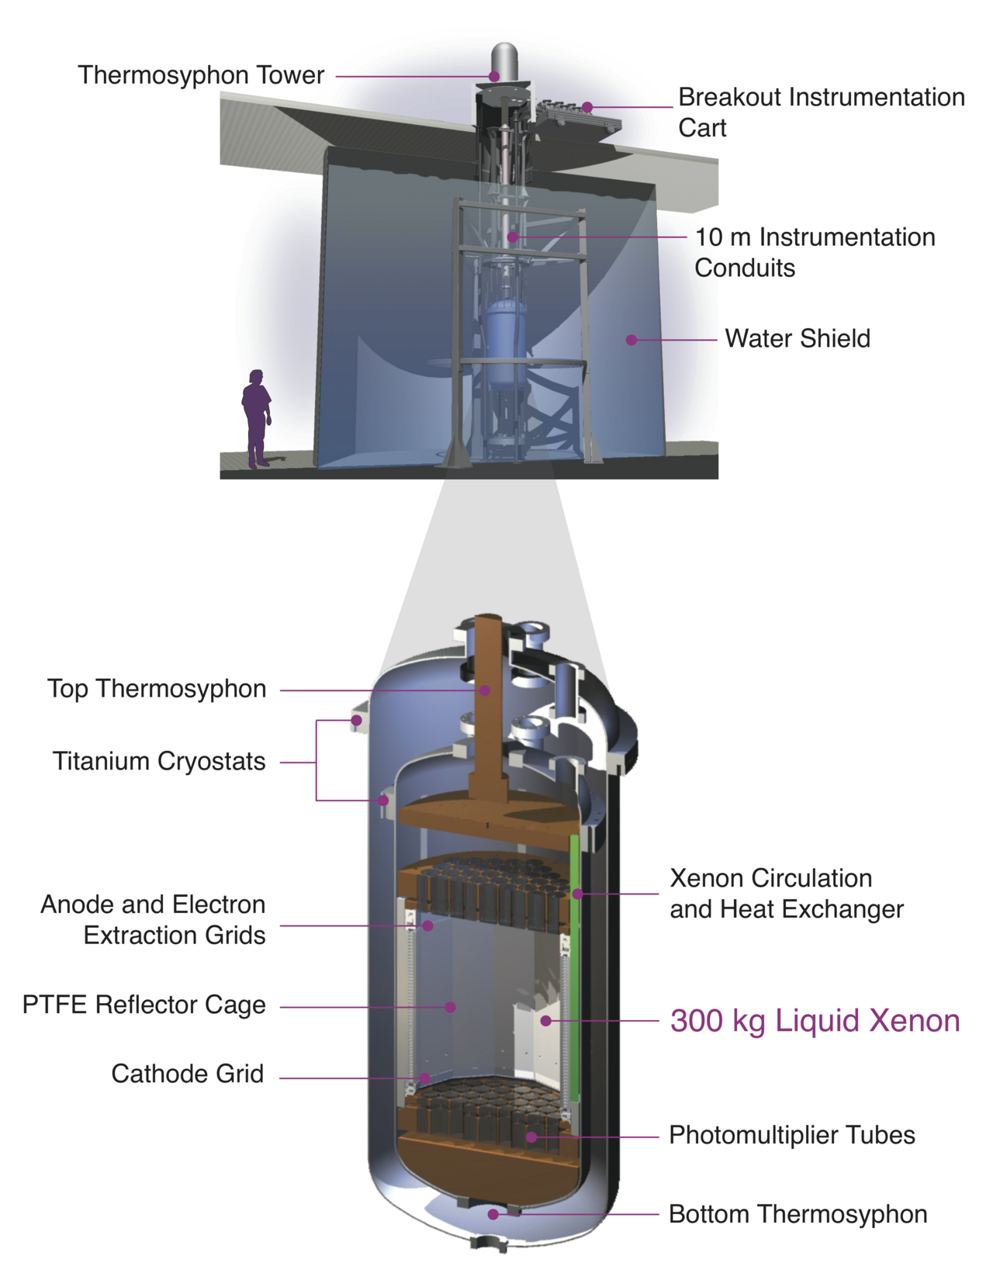 Thermosyphon Tower
Breakout Instrumentation
Cart
10 m Instrumentation
Conduits
Water Shield
Top Thermosyphon
Titanium Cryostats
Xenon Circulation
and Heat Exchanger
Anode and Electron
Extraction Grids
PTFE Reflector Cage
300 kg Liquid Xenon
Cathode Grid
Photomultiplier Tubes
Bottom Thermosyphon